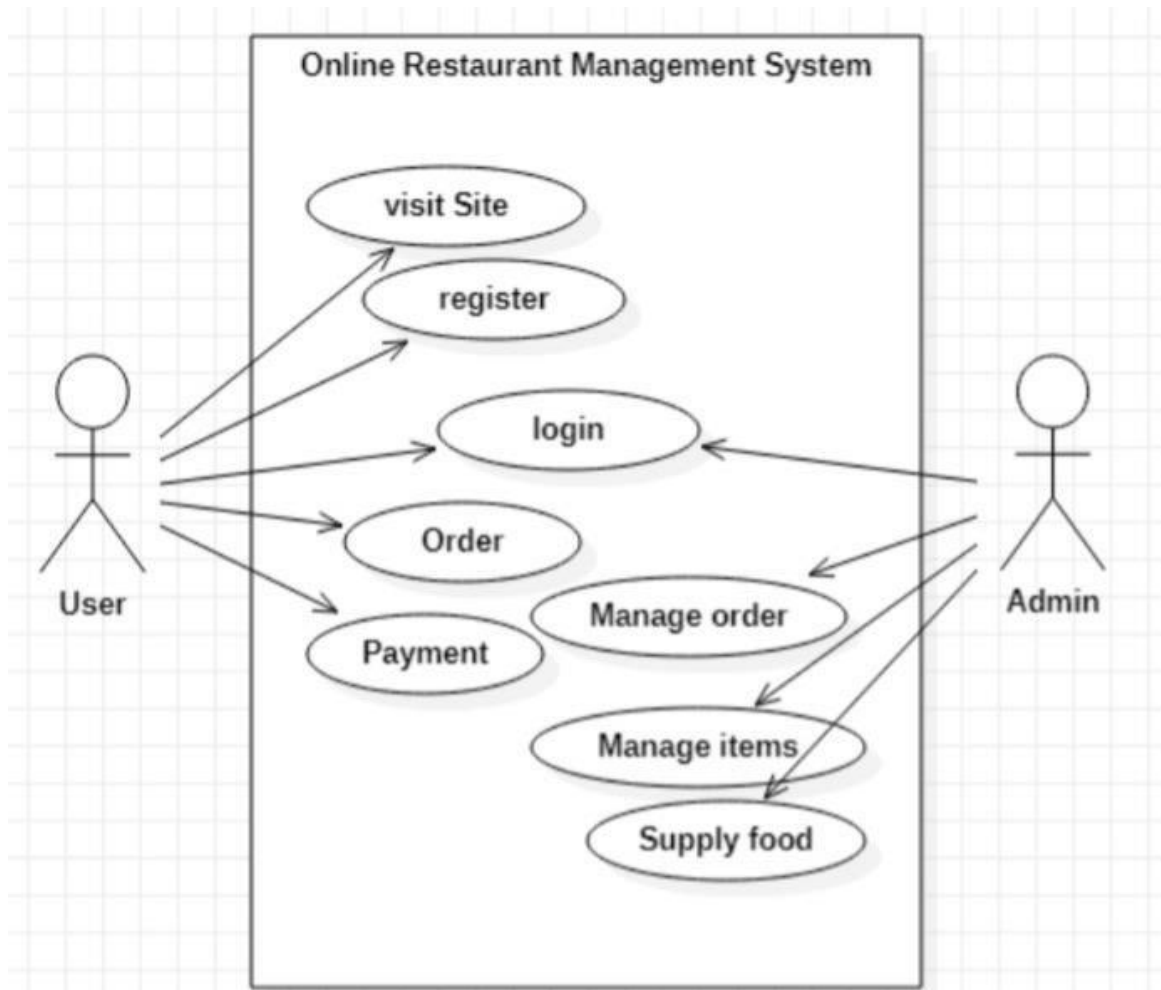 Online Restaurant Management System
visit Site
register
login
Order
User
Manage order
Admin
Payment
Manage items
Supply food